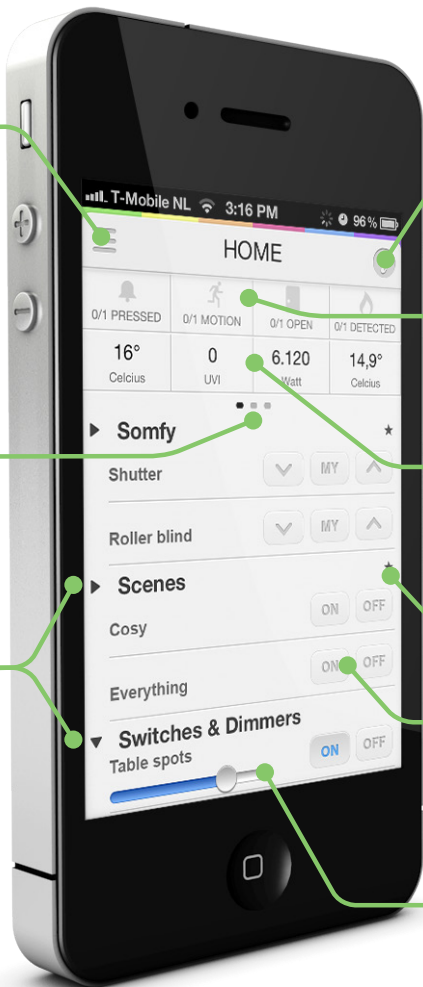 T-Mobile NL 3:16 PM 96%
HOME
0/1 PRESSED 0/1 MOTION 0/1 OPEN 0/1 DETECTED
16° 0 6.120 14,9°
Celcius UVI Watt Celcius
Somfy
Shutter MY
Roller blind MY
Scenes
Cosy ON OFF
Everything ON OFF
Switches & Dimmers
Table spots ON OFF